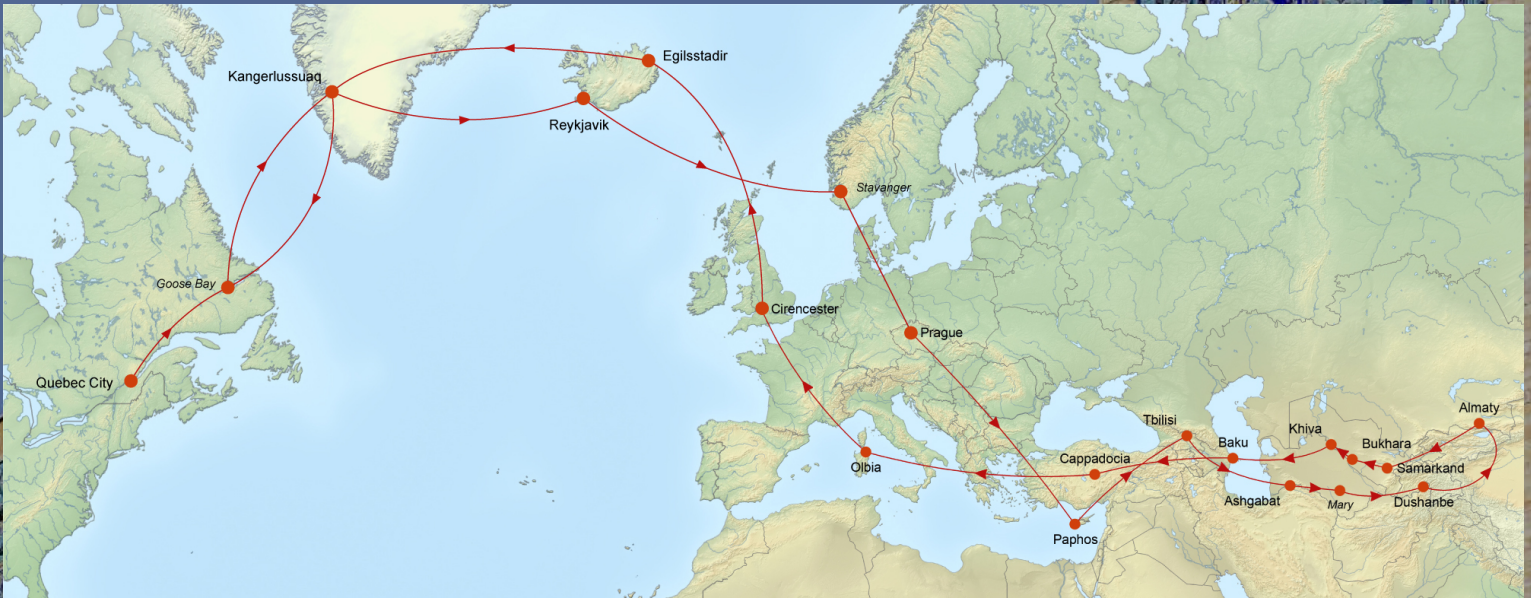 Egilsstadir
Kangerlussuaq
Reykjavik
Stavanger
Goose Bay
Cirencester
Prague
Quebec City
Almaty
Tbilisi
Khiva
Baku
Bukhara
Cappadocia
Olbia
Samarkand
Ashgabat
Mary
Dushanbe
Paphos